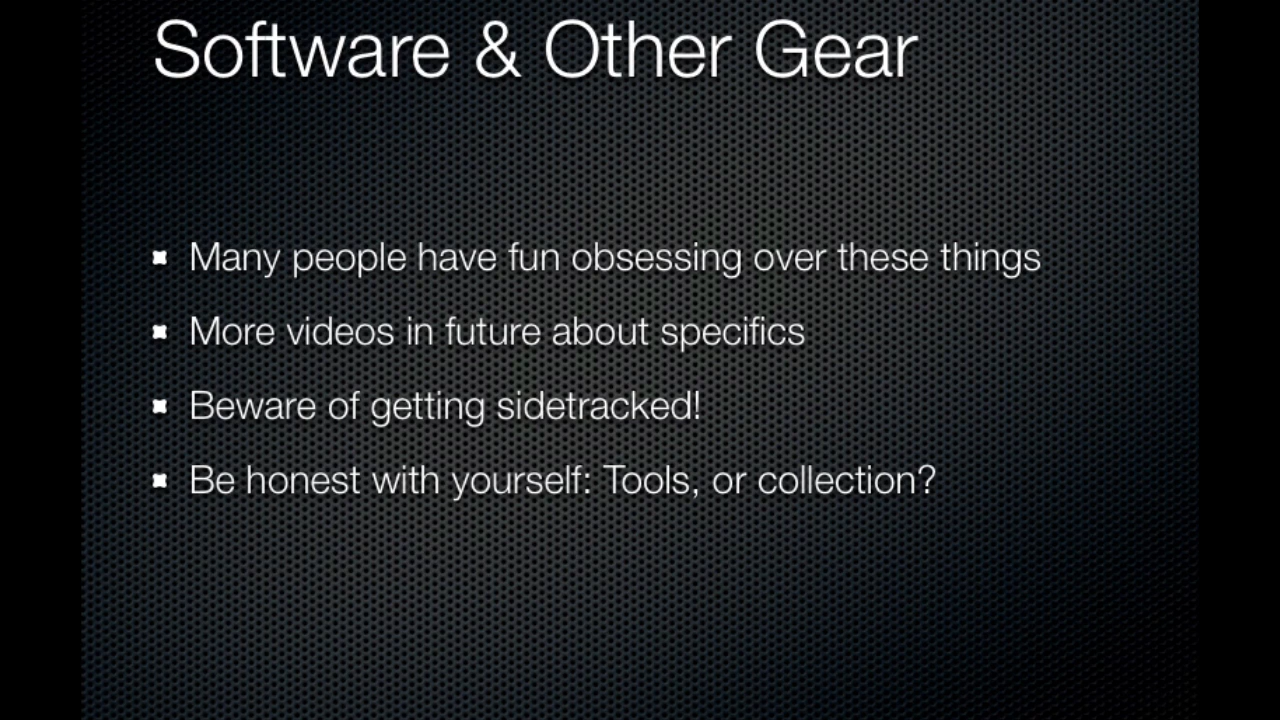 Software & Other Gear
Many people have fun obsessing over these things
More videos in future about specifics
Beware of getting sidetracked!
Be honest with yourself: Tools, or collection?